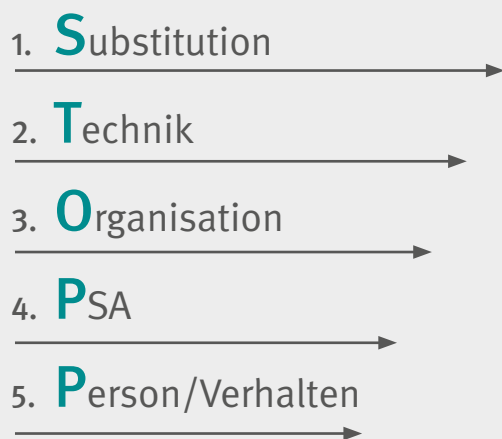 1. Substitution
2. Technik
3. Organisation
4. PSA
5. Person/Verhalten